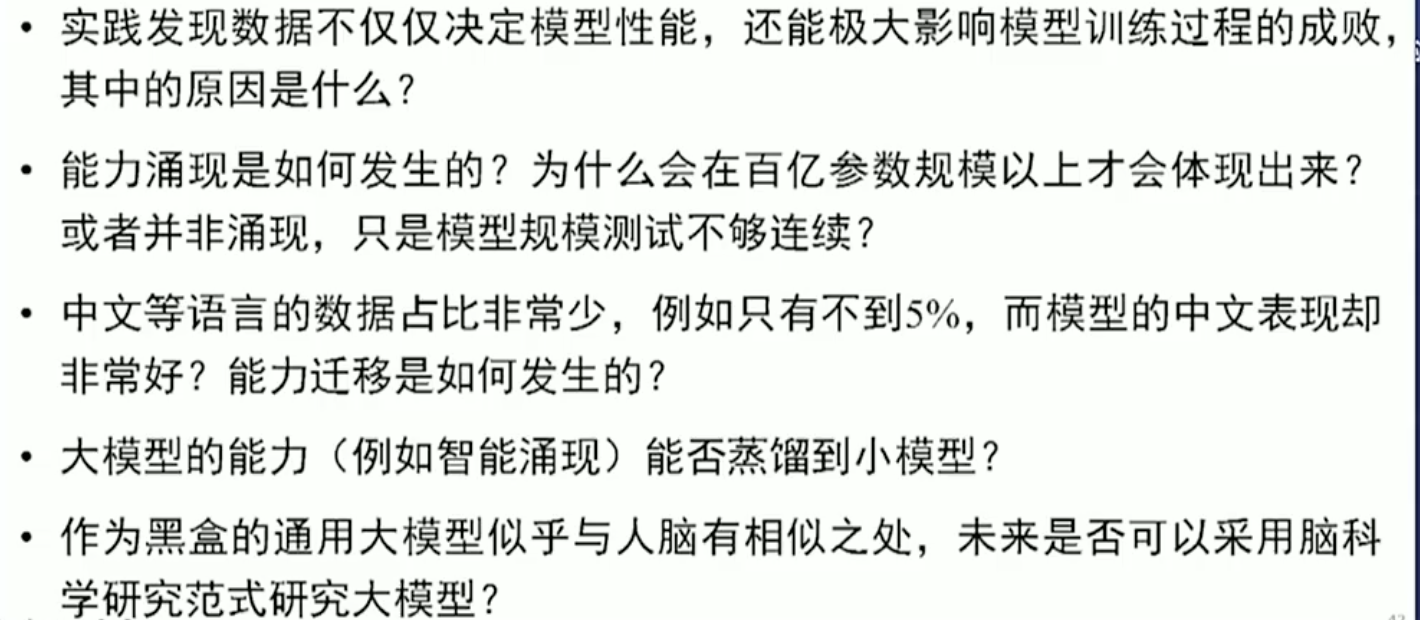 • 实践发现数据不仅仅决定模型性能，还能极大影响模型训练过程的成败，
其中的原因是什么？
• 能力涌现是如何发生的？为什么会在百亿参数规模以上才会体现出来？
或者并非涌现，只是模型规模测试不够连续？
• 中文等语言的数据占比非常少，例如只有不到5%，而模型的中文表现却
非常好？能力迁移是如何发生的？
• 大模型的能力（例如智能涌现）能否蒸馏到小模型？
• 作为黑盒的通用大模型似乎与人脑有相似之处，未来是否可以采用脑科
学研究范式研究大模型？